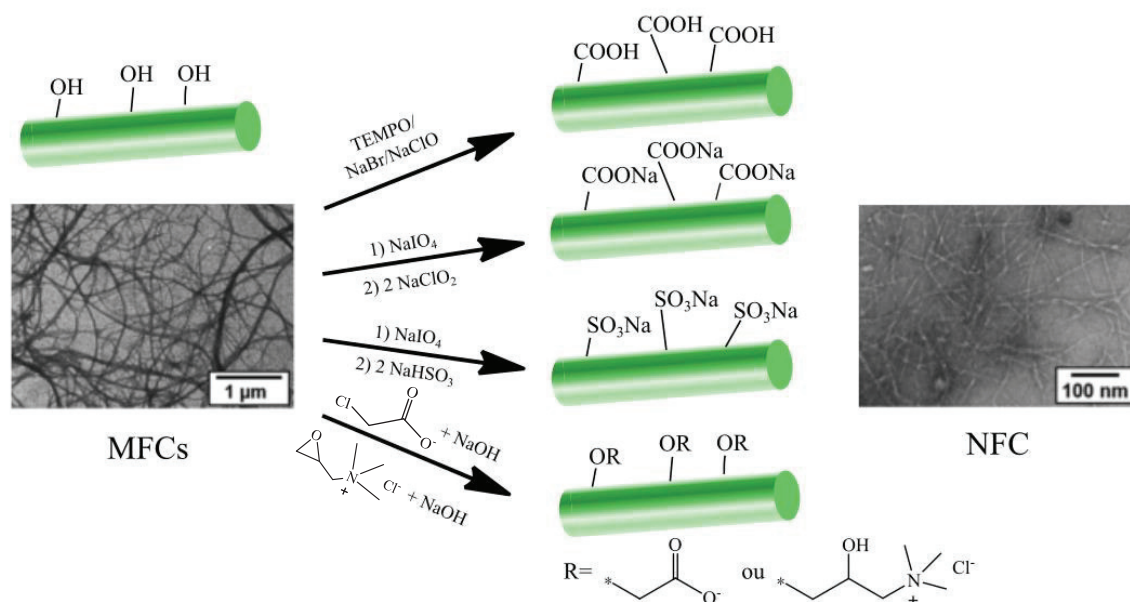 OH
OH
OH
TEMPO/
NaBr/NaClO
COOH
COOH
COOH
1) NaIO4
2) 2 NaClO2
COONa
COONa
COONa
1) NaIO4
2) 2 NaHSO3
SO3Na
SO3Na
SO3Na
Cl
O
O-
+ NaOH
O
N
+
Cl-
+ NaOH
OR
OR
OR
1 µm
MFCs
100 nm
NFC
R=
*
O
O-
ou
*
OH
N
+
Cl-